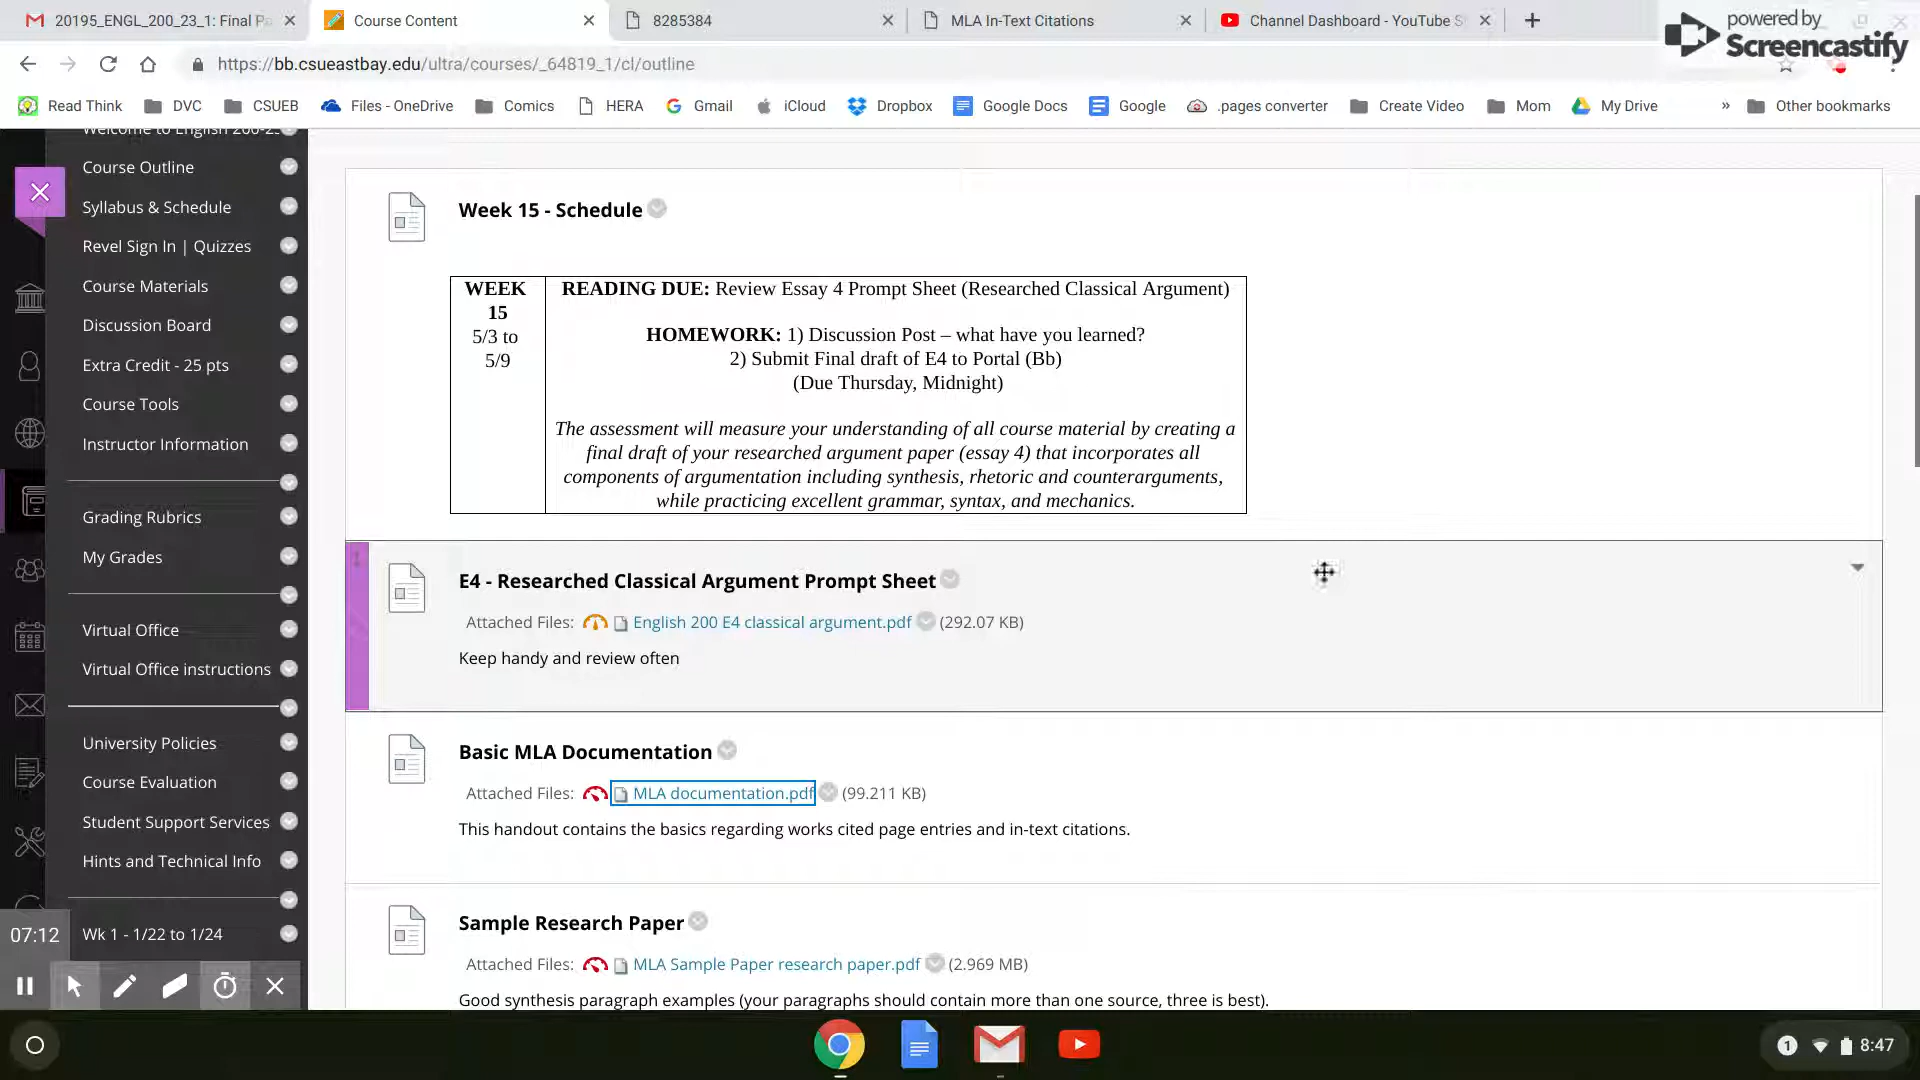 20195_ENGL_200_23_1: Final Pa
Course Content
8285384
MLA In-Text Citations
Channel Dashboard - YouTube S
powered by
Screencastify
https://bb.csueastbay.edu/ultra/courses/_64819_1/cl/outline
Read Think
DVC
CSUEB
Files - OneDrive
Comics
HERA
Gmail
iCloud
Dropbox
Google Docs
Google
.pages converter
Create Video
Mom
My Drive
»
Other bookmarks
Welcome to English 200-2
Course Outline
Syllabus & Schedule
Revel Sign In | Quizzes
Course Materials
Discussion Board
Extra Credit - 25 pts
Course Tools
Instructor Information
Grading Rubrics
My Grades
Virtual Office
Virtual Office instructions
University Policies
Course Evaluation
Student Support Services
Hints and Technical Info
Wk 1 - 1/22 to 1/24
07:12
Week 15 - Schedule
WEEK
15
5/3 to
5/9
READING DUE: Review Essay 4 Prompt Sheet (Researched Classical Argument)
HOMEWORK: 1) Discussion Post – what have you learned?
2) Submit Final draft of E4 to Portal (Bb)
(Due Thursday, Midnight)
The assessment will measure your understanding of all course material by creating a
final draft of your researched argument paper (essay 4) that incorporates all
components of argumentation including synthesis, rhetoric and counterarguments,
while practicing excellent grammar, syntax, and mechanics.
E4 - Researched Classical Argument Prompt Sheet
Attached Files: English 200 E4 classical argument.pdf (292.07 KB)
Keep handy and review often
Basic MLA Documentation
Attached Files: MLA documentation.pdf (99.211 KB)
This handout contains the basics regarding works cited page entries and in-text citations.
Sample Research Paper
Attached Files: MLA Sample Paper research paper.pdf (2.969 MB)
Good synthesis paragraph examples (your paragraphs should contain more than one source, three is best).
1
8:47